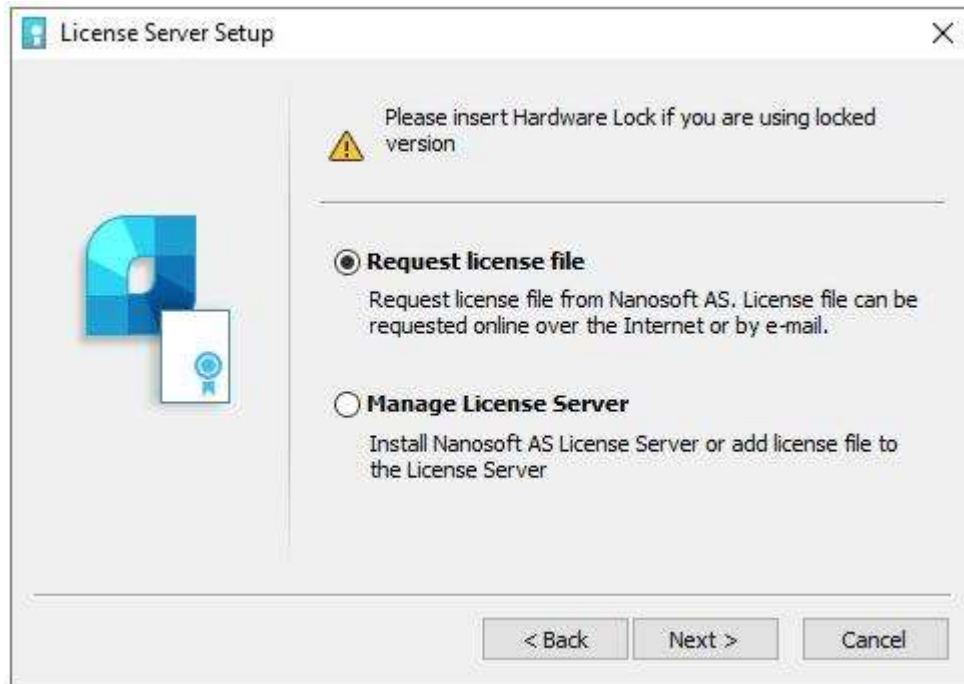 License Server Setup
Please insert Hardware Lock if you are using locked
version
Request license file
Request license file from Nanosoft AS. License file can be
requested online over the Internet or by e-mail.
Manage License Server
Install Nanosoft AS License Server or add license file to
the License Server
< Back Next > Cancel